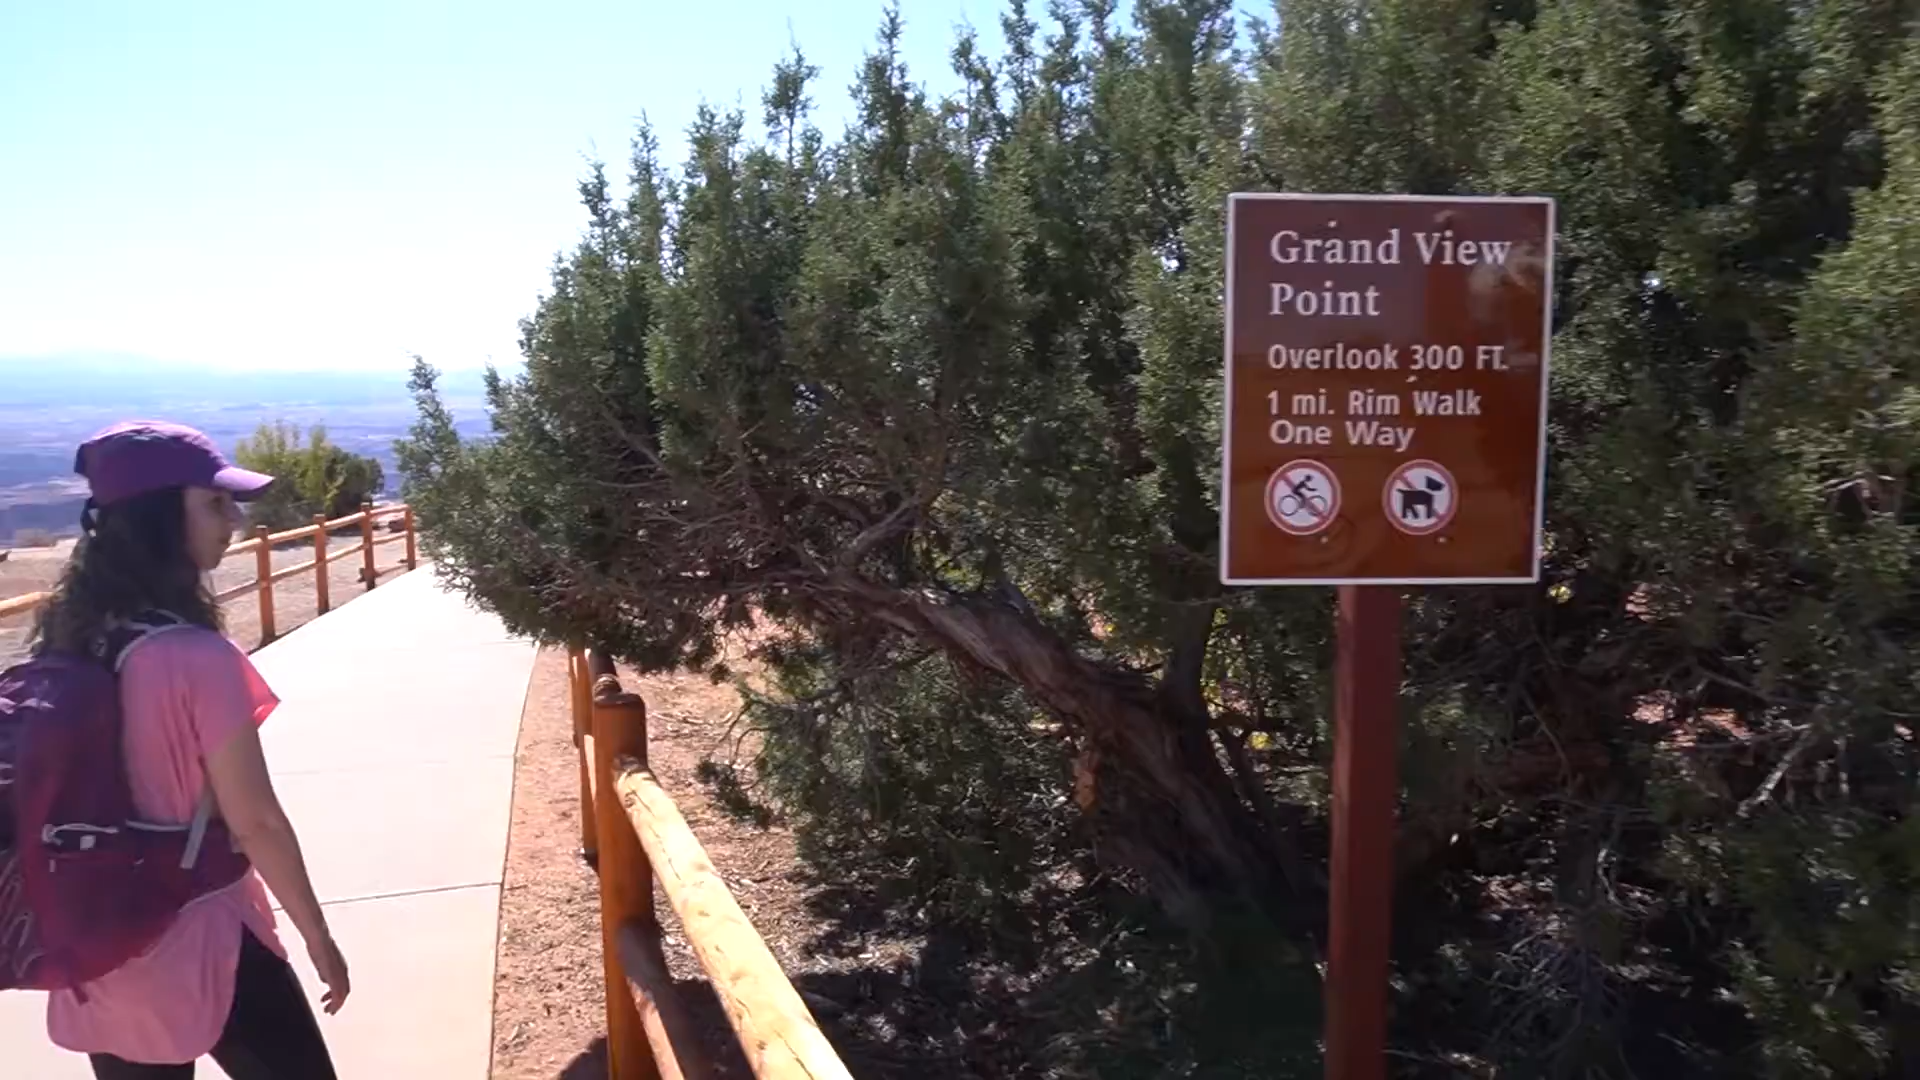 Grand View
Point
Overlook 300 FT.
1 mi. Rim Walk
One Way